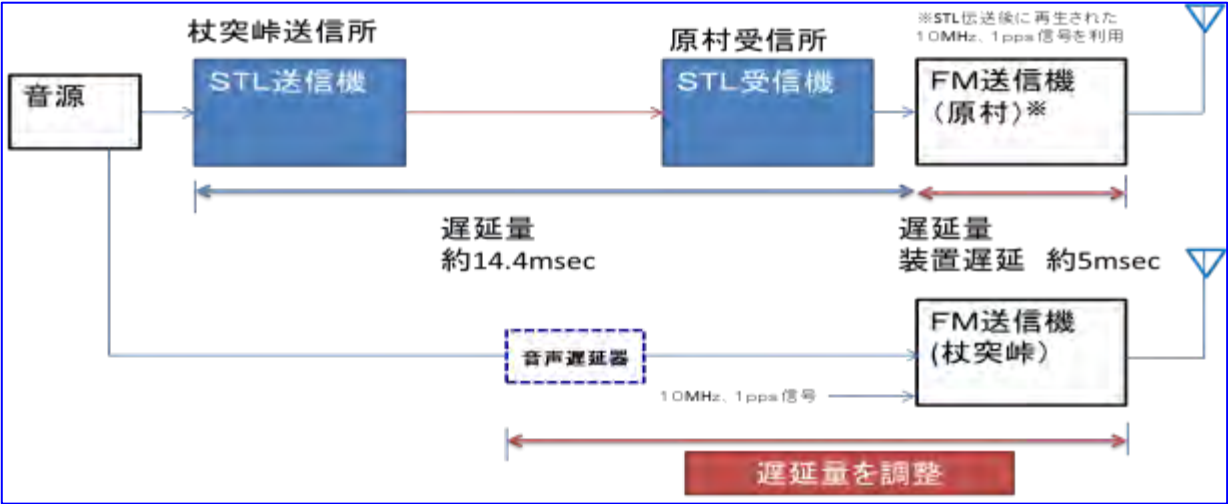 杖突峠送信所
原村受信所
※STL伝送後に再生された
10MHz、1pps信号を利用
音源
STL送信機
STL受信機
FM送信機
(原村)※
遅延量
約14.4msec
遅延量
装置遅延 約5msec
音声遅延器
FM送信機
(杖突峠)
10MHz、1pps信号
遅延量を調整